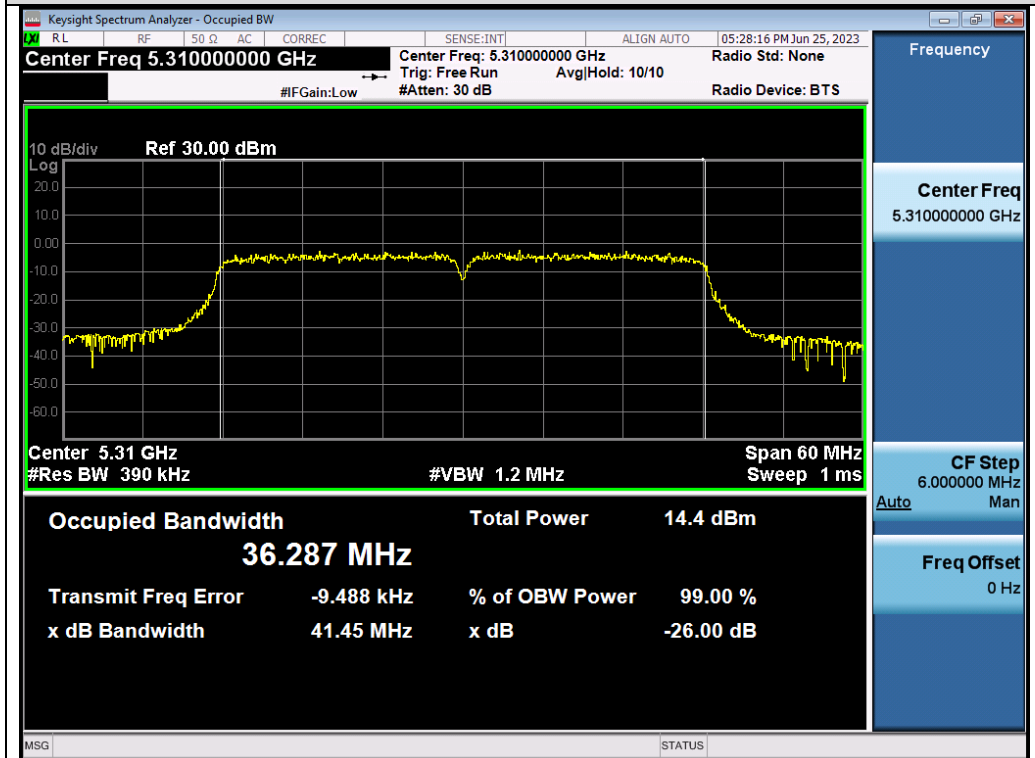 Keysight Spectrum Analyzer - Occupied BW
LXI RL RF 50 Ω AC CORREC SENSE:INT ALIGN AUTO 05:28:16 PM Jun 25, 2023
Center Freq 5.310000000 GHz
Center Freq: 5.310000000 GHz
Radio Std: None
Trig: Free Run Avg|Hold: 10/10
#IFGain:Low
#Atten: 30 dB
Radio Device: BTS
10 dB/div Ref 30.00 dBm
Log
20.0
10.0
0.00
-10.0
-20.0
-30.0
-40.0
-50.0
-60.0
Center 5.31 GHz Span 60 MHz
#Res BW 390 kHz #VBW 1.2 MHz Sweep 1 ms
Occupied Bandwidth Total Power 14.4 dBm
36.287 MHz
Transmit Freq Error -9.488 kHz % of OBW Power 99.00 %
x dB Bandwidth 41.45 MHz x dB -26.00 dB
Frequency
Center Freq
5.310000000 GHz
CF Step
6.000000 MHz
Auto Man
Freq Offset
0 Hz
MSG STATUS